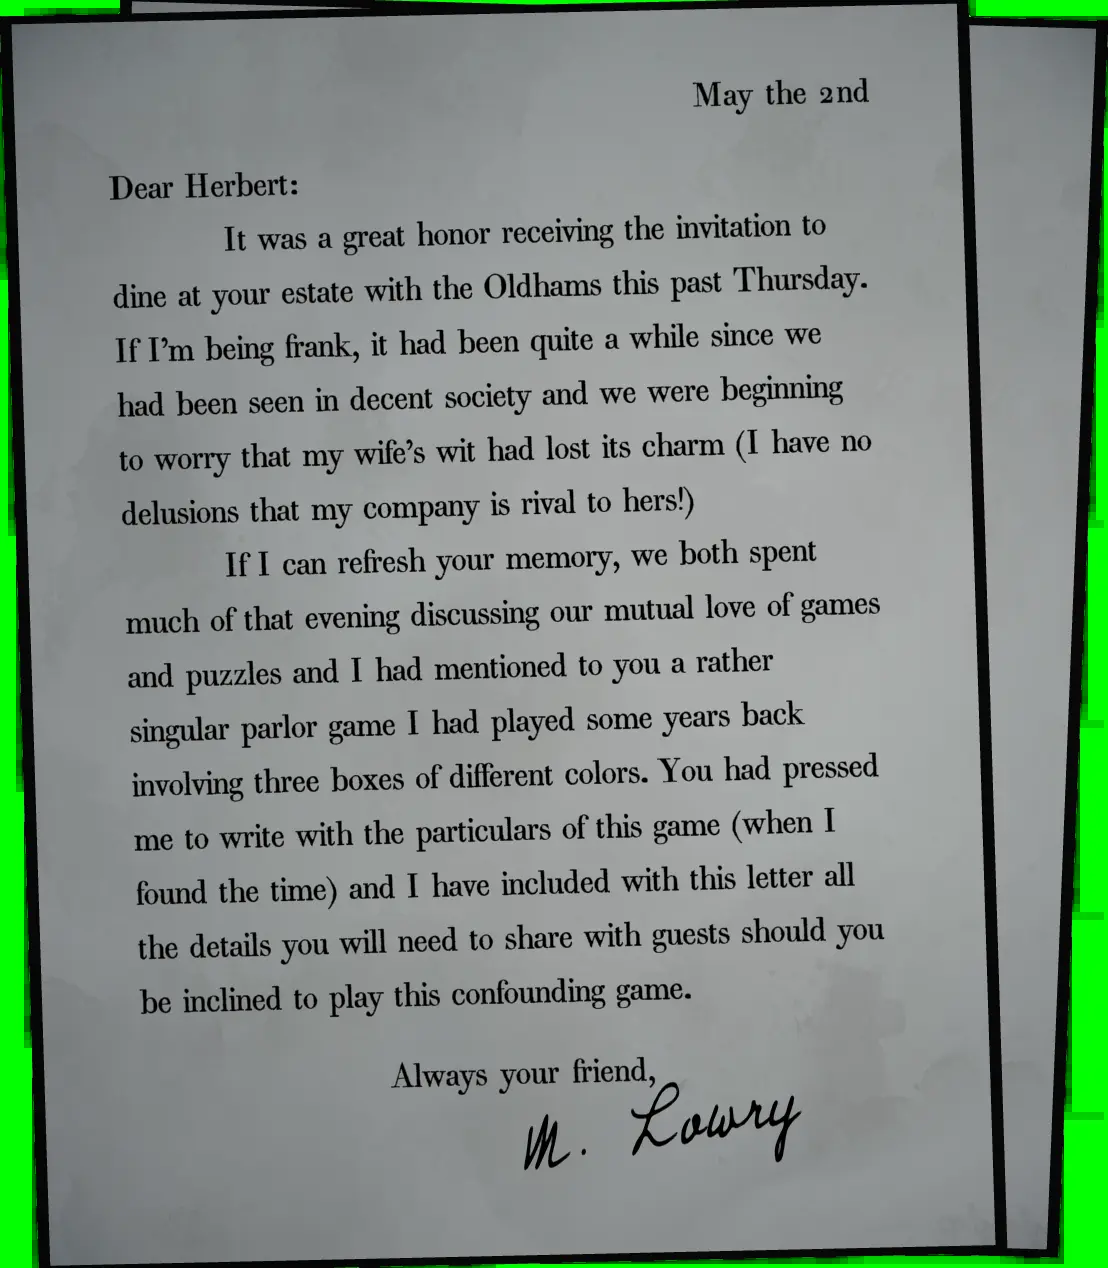 May the 2nd
Dear Herbert:
It was a great honor receiving the invitation to
dine at your estate with the Oldhams this past Thursday.
If I'm being frank, it had been quite a while since we
had been seen in decent society and we were beginning
to worry that my wife's wit had lost its charm (I have no
delusions that my company is rival to hers!)
If I can refresh your memory, we both spent
much of that evening discussing our mutual love of games
and puzzles and I had mentioned to you a rather
singular parlor game I had played some years back
involving three boxes of different colors. You had pressed
me to write with the particulars of this game (when I
found the time) and I have included with this letter all
the details you will need to share with guests should you
be inclined to play this confounding game.
Always your friend,
M. Lowry